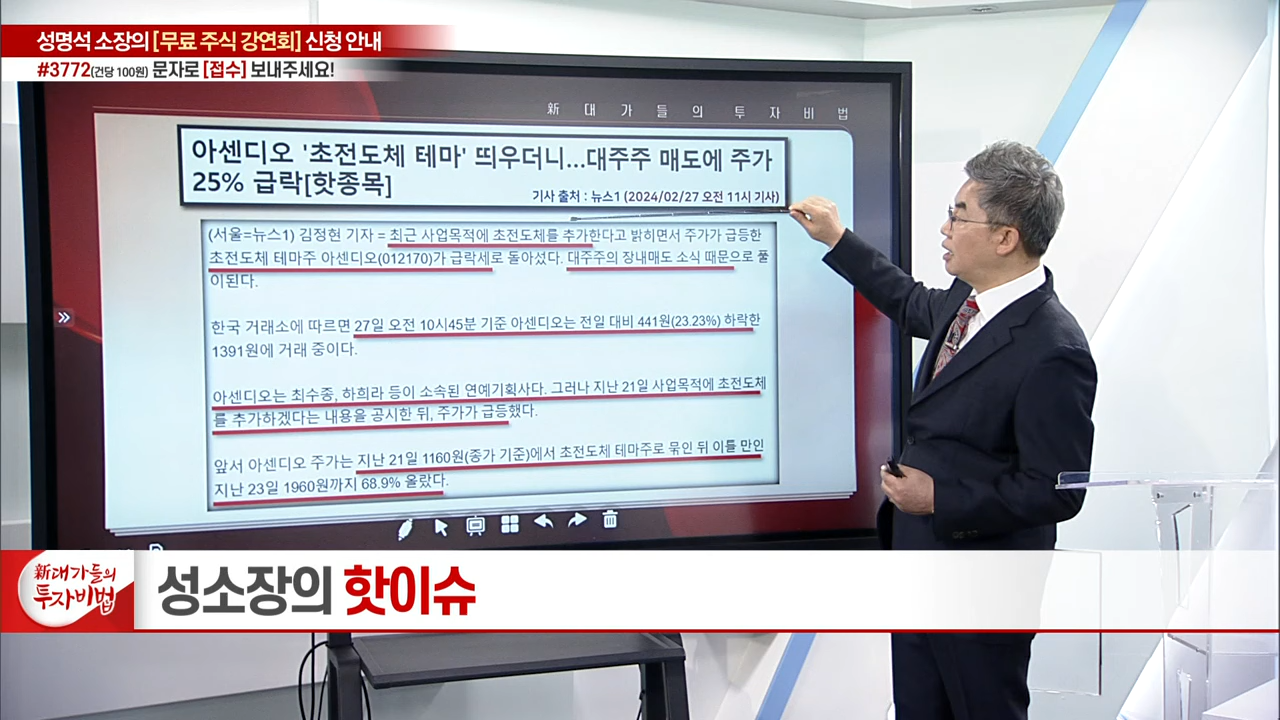 성명석 소장의 [무료 주식 강연회] 신청 안내
#3772(건당 100원) 문자로 [접수] 보내주세요!
新 대 가 들 의 투 자 비 법
아센디오 '초전도체 테마' 띄우더니...대주주 매도에 주가
25% 급락[핫종목]
기사 출처 : 뉴스1 (2024/02/27 오전 11시 기사)
(서울=뉴스1) 김정현 기자 = 최근 사업목적에 초전도체를 추가한다고 밝히면서 주가가 급등한
초전도체 테마주 아센디오(012170)가 급락세로 돌아섰다. 대주주의 장내매도 소식 때문으로 풀
이된다.
한국 거래소에 따르면 27일 오전 10시45분 기준 아센디오는 전일 대비 441원(23.23%) 하락한
1391원에 거래 중이다.
아센디오는 최수종, 하희라 등이 소속된 연예기획사다. 그러나 지난 21일 사업목적에 초전도체
를 추가하겠다는 내용을 공시한 뒤, 주가가 급등했다.
앞서 아센디오 주가는 지난 21일 1160원(종가 기준)에서 초전도체 테마주로 묶인 뒤 이틀 만인
지난 23일 1960원까지 68.9% 올랐다.
新대가들의
투자비법
성소장의 핫이슈